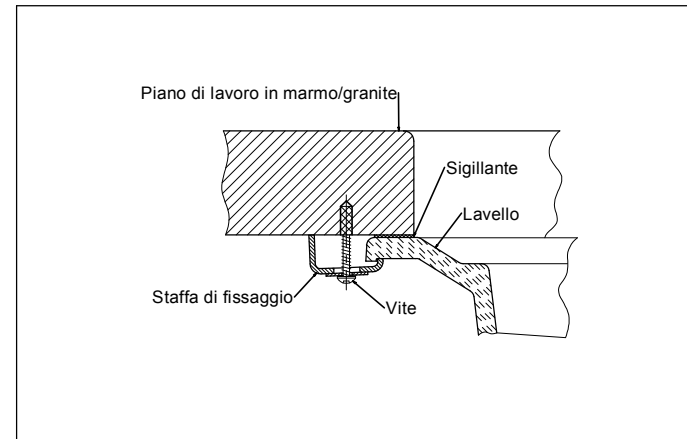 Piano di lavoro in marmo/granite
Sigillante
Lavello
Staffa di fissaggio
Vite